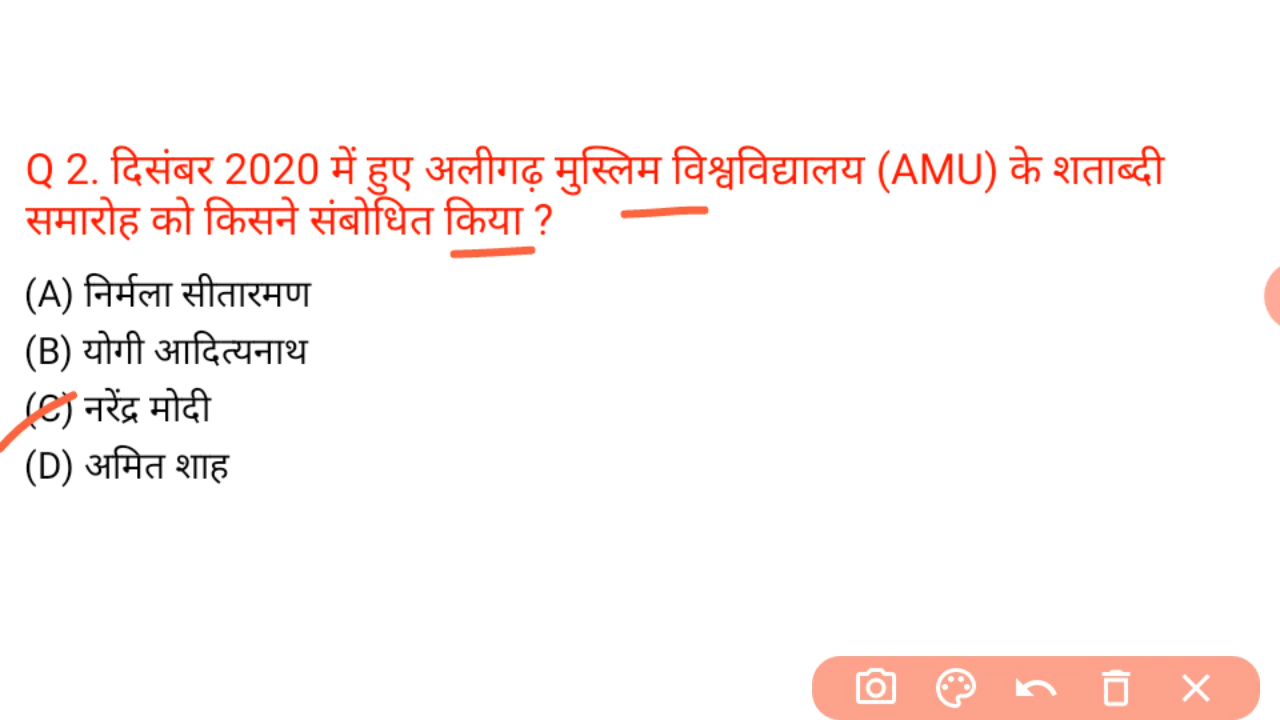 Q 2. दिसंबर 2020 में हुए अलीगढ़ मुस्लिम विश्वविद्यालय (AMU) के शताब्दी
समारोह को किसने संबोधित किया ?
(A) निर्मला सीतारमण
(B) योगी आदित्यनाथ
(C) नरेंद्र मोदी
(D) अमित शाह